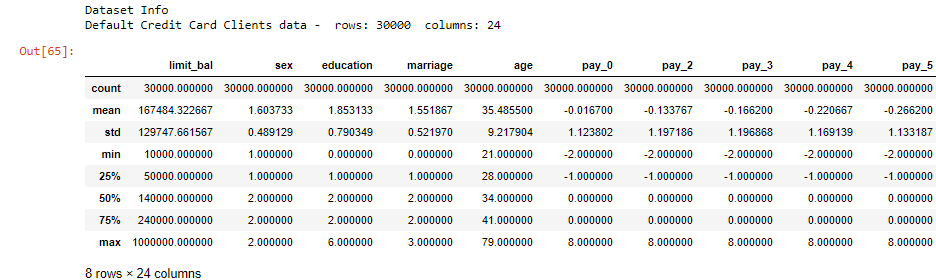 Dataset Info
Default Credit Card Clients data -  rows: 30000  columns: 24
Out[65]:
limit_bal sex education marriage age pay_0 pay_2 pay_3 pay_4 pay_5
count 30000.000000 30000.000000 30000.000000 30000.000000 30000.000000 30000.000000 30000.000000 30000.000000 30000.000000 30000.000000
mean 167484.322667 1.603733 1.853133 1.551867 35.485500 -0.016700 -0.133767 -0.166200 -0.220667 -0.266200
std 129747.661567 0.489129 0.790349 0.521970 9.217904 1.123802 1.197186 1.196868 1.169139 1.133187
min 10000.000000 1.000000 0.000000 0.000000 21.000000 -2.000000 -2.000000 -2.000000 -2.000000 -2.000000
25% 50000.000000 1.000000 1.000000 1.000000 28.000000 -1.000000 -1.000000 -1.000000 -1.000000 -1.000000
50% 140000.000000 2.000000 2.000000 2.000000 34.000000 0.000000 0.000000 0.000000 0.000000 0.000000
75% 240000.000000 2.000000 2.000000 2.000000 41.000000 0.000000 0.000000 0.000000 0.000000 0.000000
max 1000000.000000 2.000000 6.000000 3.000000 79.000000 8.000000 8.000000 8.000000 8.000000 8.000000
8 rows × 24 columns